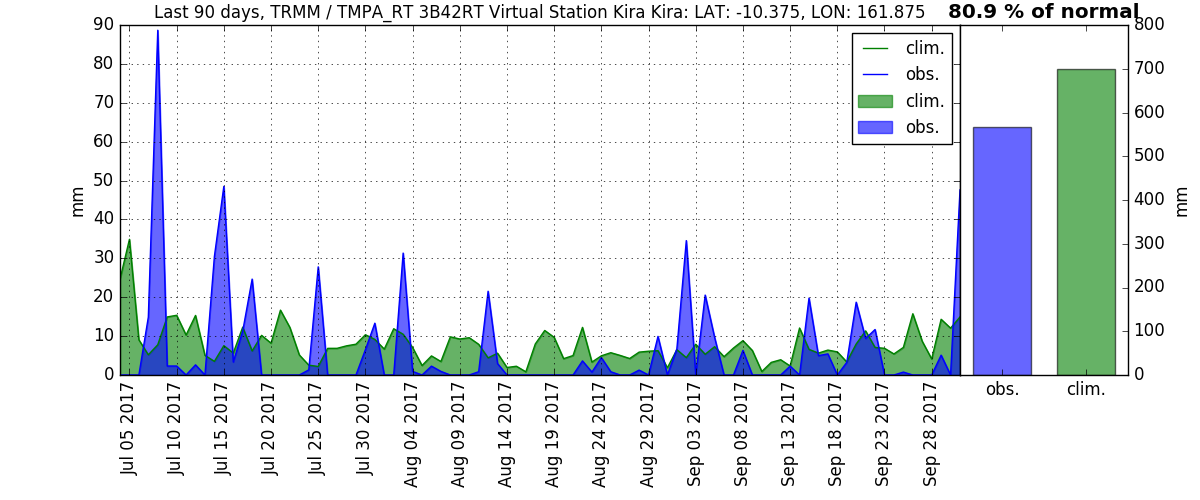 Last 90 days, TRMM / TMPA_RT 3B42RT Virtual Station Kira Kira: LAT: -10.375, LON: 161.875
80.9 % of normal
90
80
70
60
50
40
30
20
10
0
mm
clim.
obs.
clim.
obs.
800
700
600
500
400
300
200
100
0
mm
obs.
clim.
Jul 05 2017
Jul 10 2017
Jul 15 2017
Jul 20 2017
Jul 25 2017
Jul 30 2017
Aug 04 2017
Aug 09 2017
Aug 14 2017
Aug 19 2017
Aug 24 2017
Aug 29 2017
Sep 03 2017
Sep 08 2017
Sep 13 2017
Sep 18 2017
Sep 23 2017
Sep 28 2017